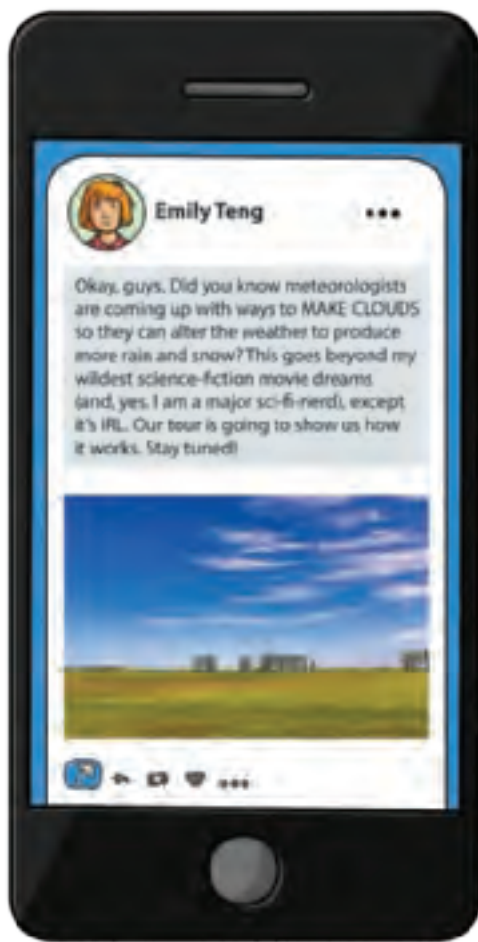 Emily Teng
Okay, guys. Did you know meteorologists
are coming up with ways to MAKE CLOUDS
so they can alter the weather to produce
more rain and snow? This goes beyond my
wildest science-fiction movie dreams
(and, yes, I am a major sci-fi-nerd), except
it's IRL. Our tour is going to show us how
it works. Stay tuned!